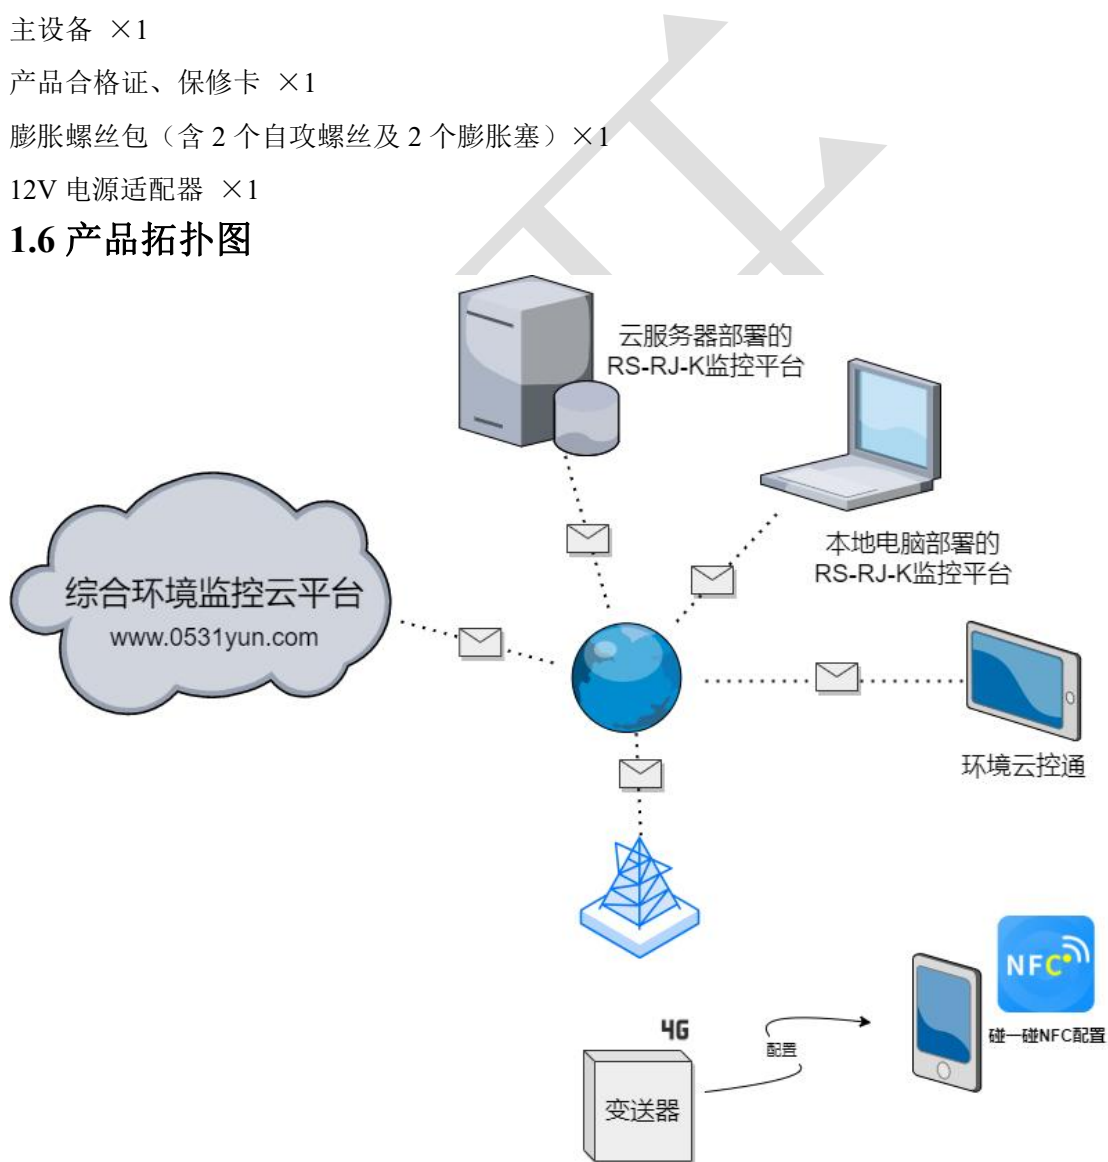 主设备 ×1
产品合格证、保修卡 ×1
膨胀螺丝包（含 2 个自攻螺丝及 2 个膨胀塞）×1
12V 电源适配器 ×1
1.6 产品拓扑图
云服务器部署的
RS-RJ-K监控平台
本地电脑部署的
RS-RJ-K监控平台
综合环境监控云平台
www.0531yun.com
环境云控通
NFC
碰一碰NFC配置
4G
配置
变送器